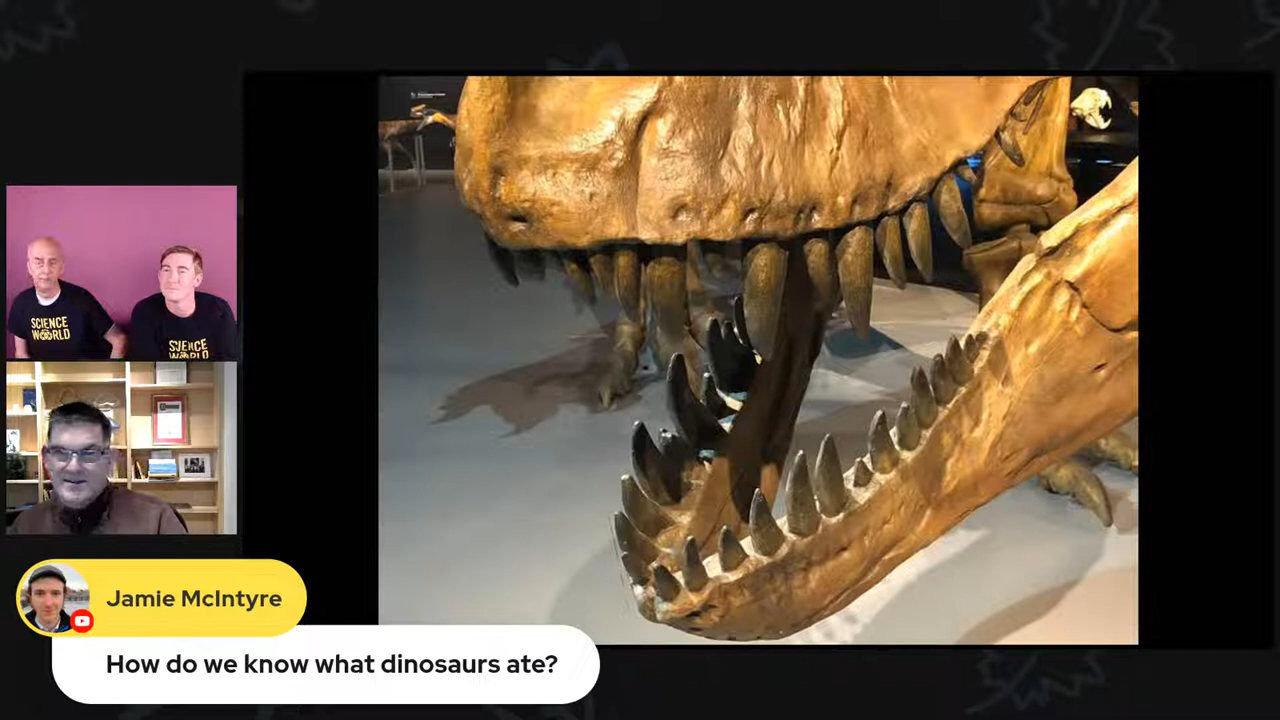 SCIENCE
WORLD
SCIENCE
WORLD
Jamie McIntyre
How do we know what dinosaurs ate?